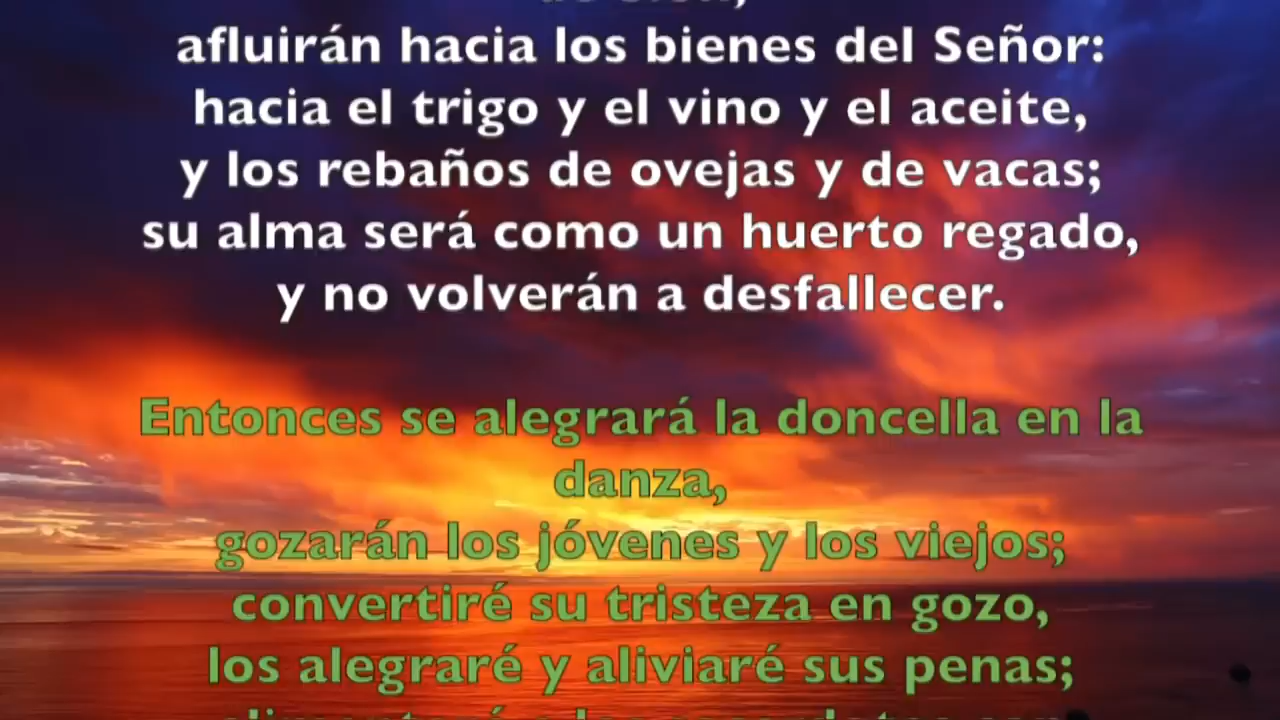 afluirán hacia los bienes del Señor:
hacia el trigo y el vino y el aceite,
y los rebaños de ovejas y de vacas;
su alma será como un huerto regado,
y no volverán a desfallecer.
Entonces se alegrará la doncella en la
danza,
gozarán los jóvenes y los viejos;
convertiré su tristeza en gozo,
los alegraré y aliviaré sus penas;